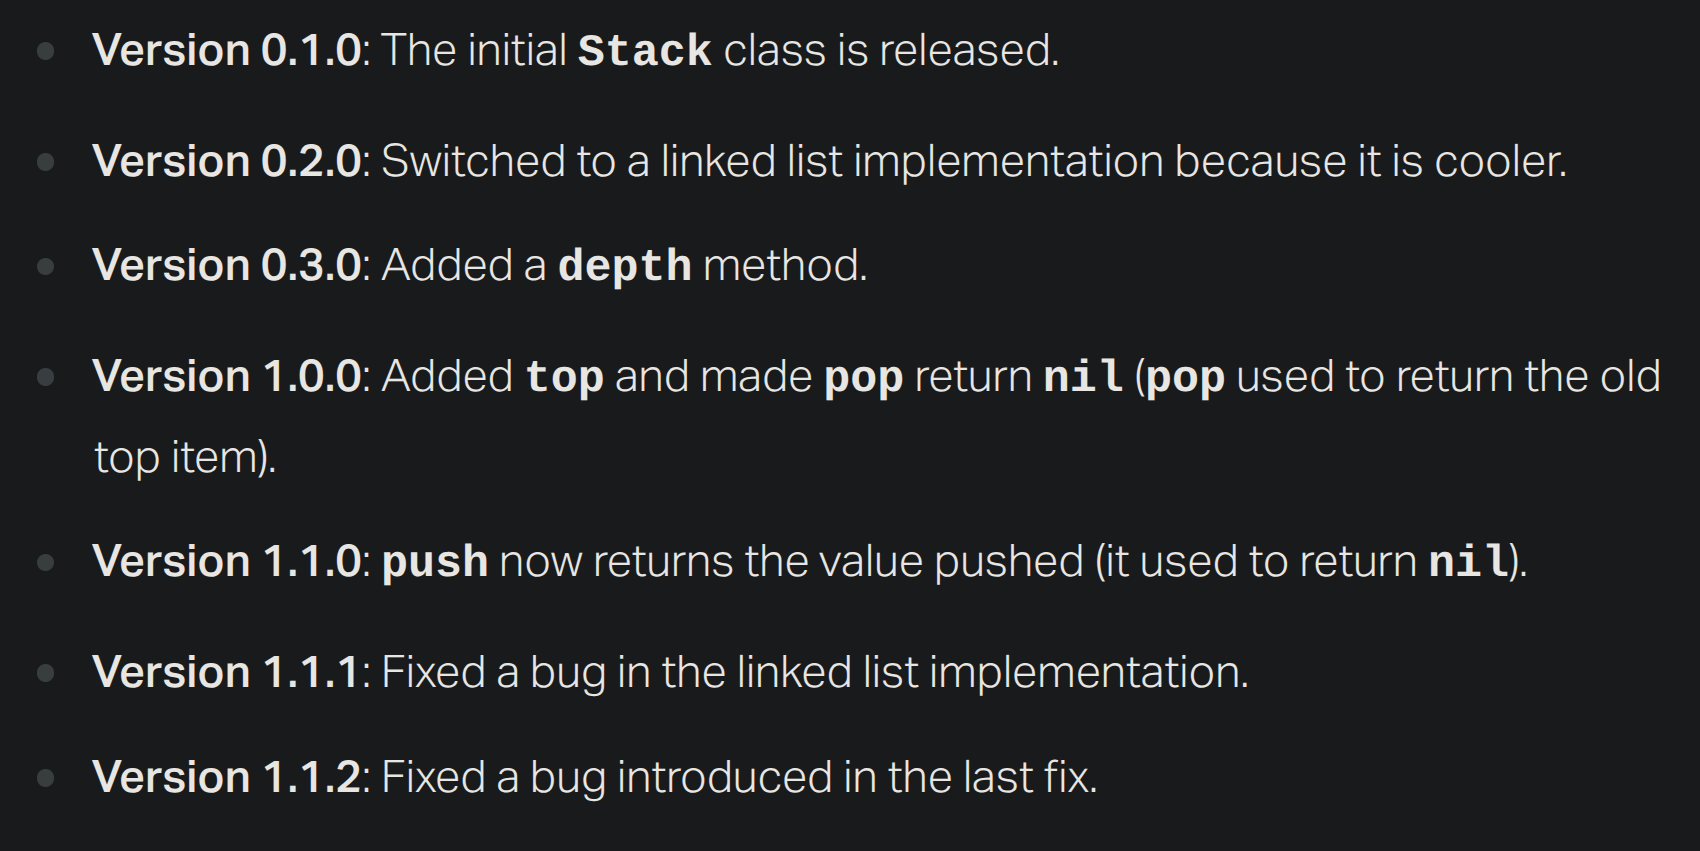 Version 0.1.0: The initial Stack class is released.
Version 0.2.0: Switched to a linked list implementation because it is cooler.
Version 0.3.0: Added a depth method.
Version 1.0.0: Added top and made pop return nil (pop used to return the old
top item).
Version 1.1.0: push now returns the value pushed (it used to return nil).
Version 1.1.1: Fixed a bug in the linked list implementation.
Version 1.1.2: Fixed a bug introduced in the last fix.